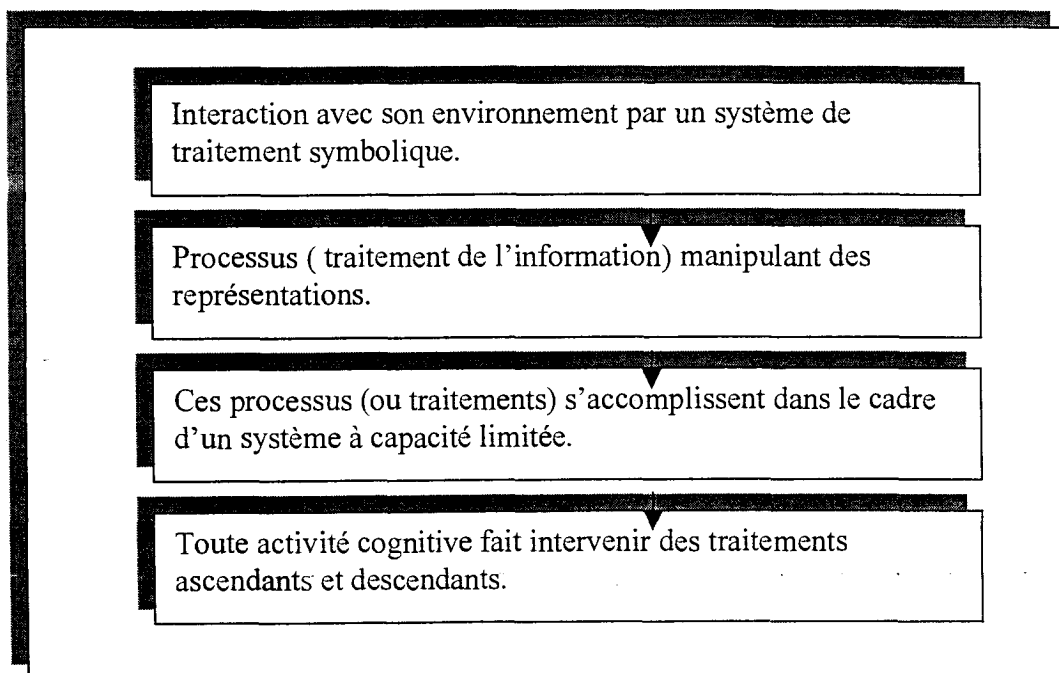 Interaction avec son environnement par un système de
traitement symbolique.
Processus ( traitement de l'information) manipulant des
représentations.
Ces processus (ou traitements) s'accomplissent dans le cadre
d'un système à capacité limitée.
Toute activité cognitive fait intervenir des traitements
ascendants et descendants.